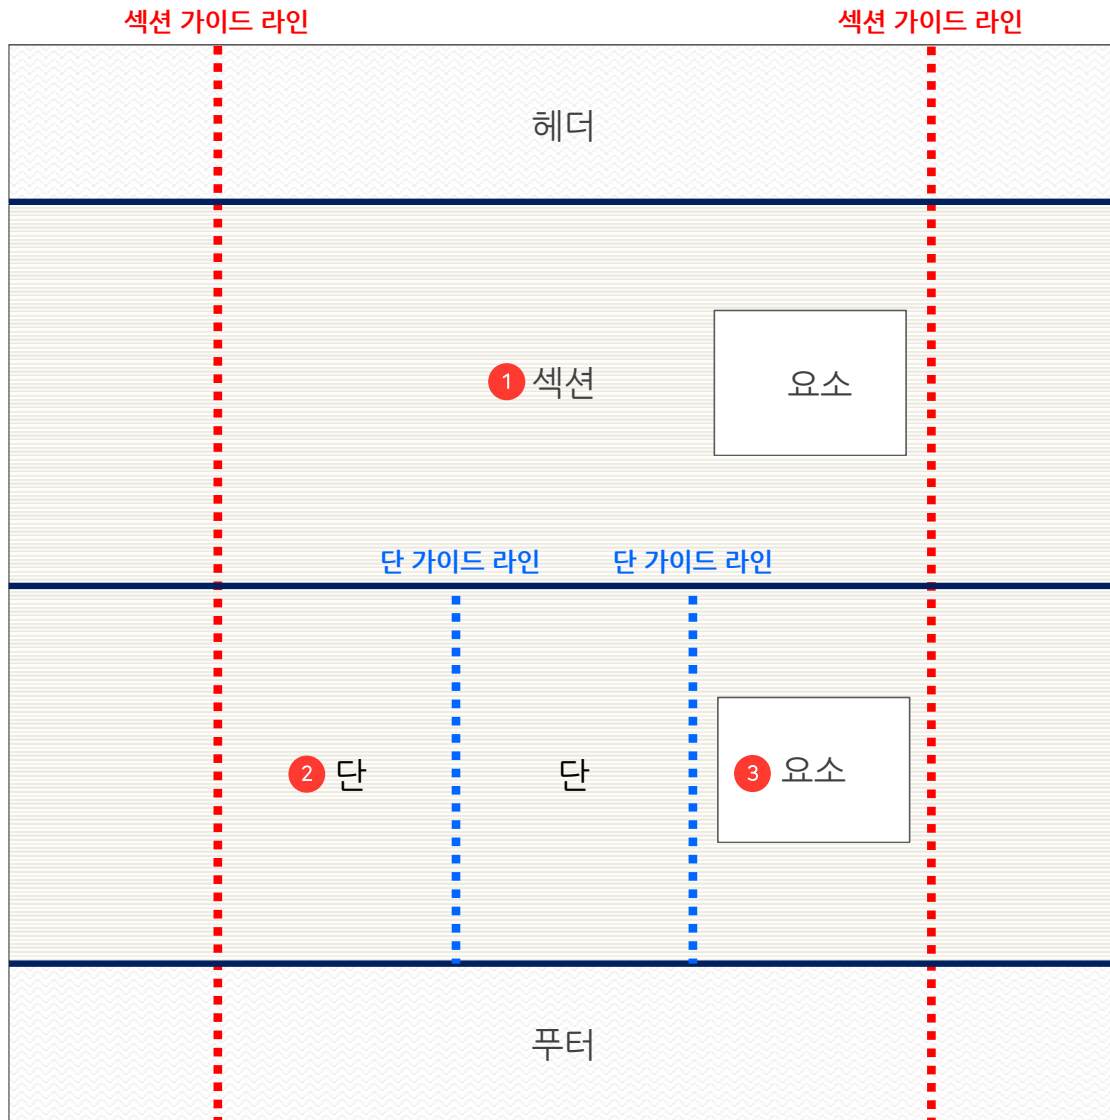 섹션 가이드 라인
섹션 가이드 라인
헤더
1 섹션
요소
단 가이드 라인
단 가이드 라인
2 단
단
3 요소
푸터